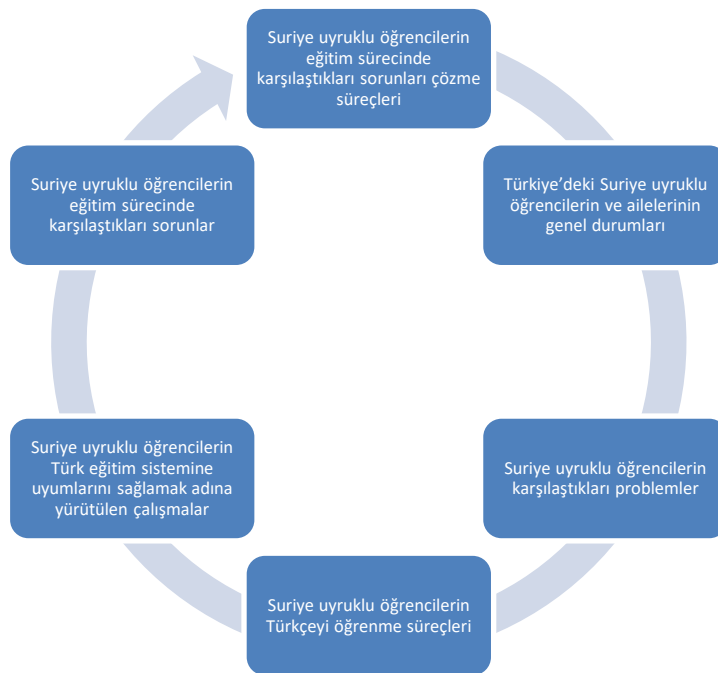 Suriye uyruklu öğrencilerin
eğitim sürecinde
karşılaştıkları sorunları çözme
süreçleri
Türkiye'deki Suriye uyruklu
öğrencilerin ve ailelerinin
genel durumları
Suriye uyruklu öğrencilerin
karşılaştıkları problemler
Suriye uyruklu öğrencilerin
Türkçeyi öğrenme süreçleri
Suriye uyruklu öğrencilerin
Türk eğitim sistemine
uyumlarını sağlamak adına
yürütülen çalışmalar
Suriye uyruklu öğrencilerin
eğitim sürecinde
karşılaştıkları sorunlar